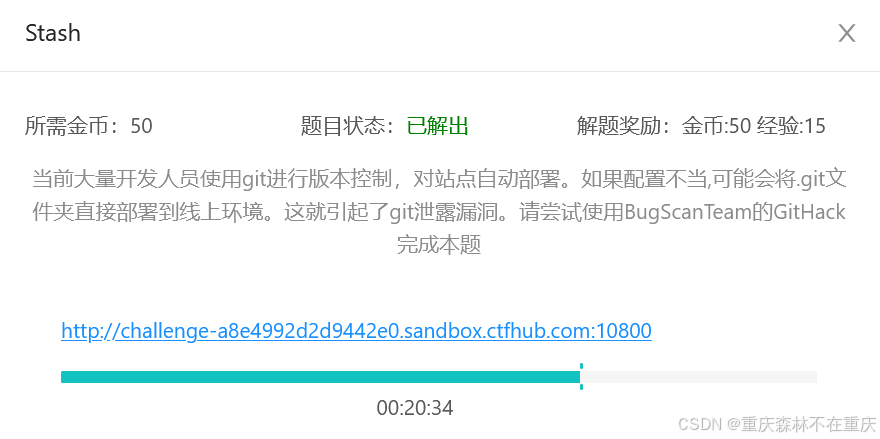 Stash
所需金币：50 题目状态：已解出 解题奖励：金币:50 经验:15
当前大量开发人员使用git进行版本控制，对站点自动部署。如果配置不当,可能会将.git文
件夹直接部署到线上环境。这就引起了git泄露漏洞。请尝试使用BugScanTeam的GitHack
完成本题
http://challenge-a8e4992d2d9442e0.sandbox.ctfhub.com:10800
00:20:34
CSDN @重庆森林不在重庆